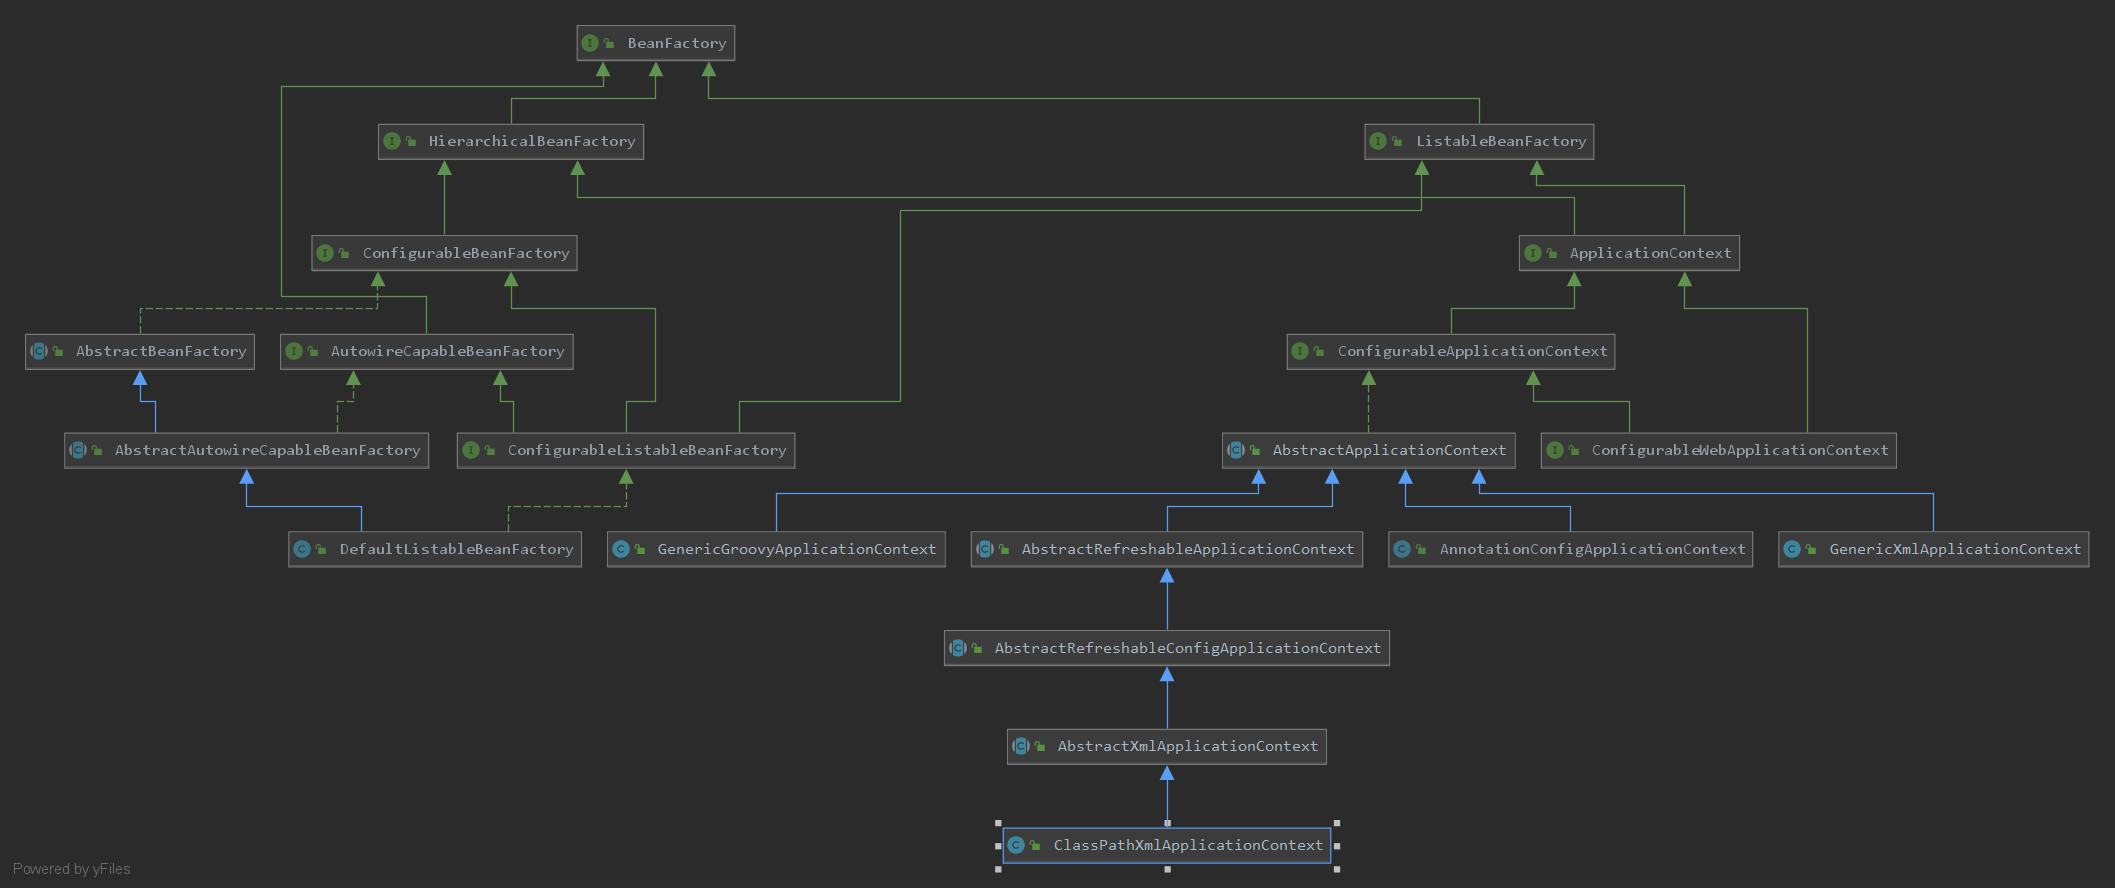 BeanFactory
HierarchicalBeanFactory
ListableBeanFactory
ConfigurableBeanFactory
ApplicationContext
AbstractBeanFactory
AutowireCapableBeanFactory
ConfigurableApplicationContext
AbstractAutowireCapableBeanFactory
ConfigurableListableBeanFactory
AbstractApplicationContext
ConfigurableWebApplicationContext
DefaultListableBeanFactory
GenericGroovyApplicationContext
AbstractRefreshableApplicationContext
AnnotationConfigApplicationContext
GenericXmlApplicationContext
AbstractRefreshableConfigApplicationContext
AbstractXmlApplicationContext
ClassPathXmlApplicationContext
Powered by yFiles